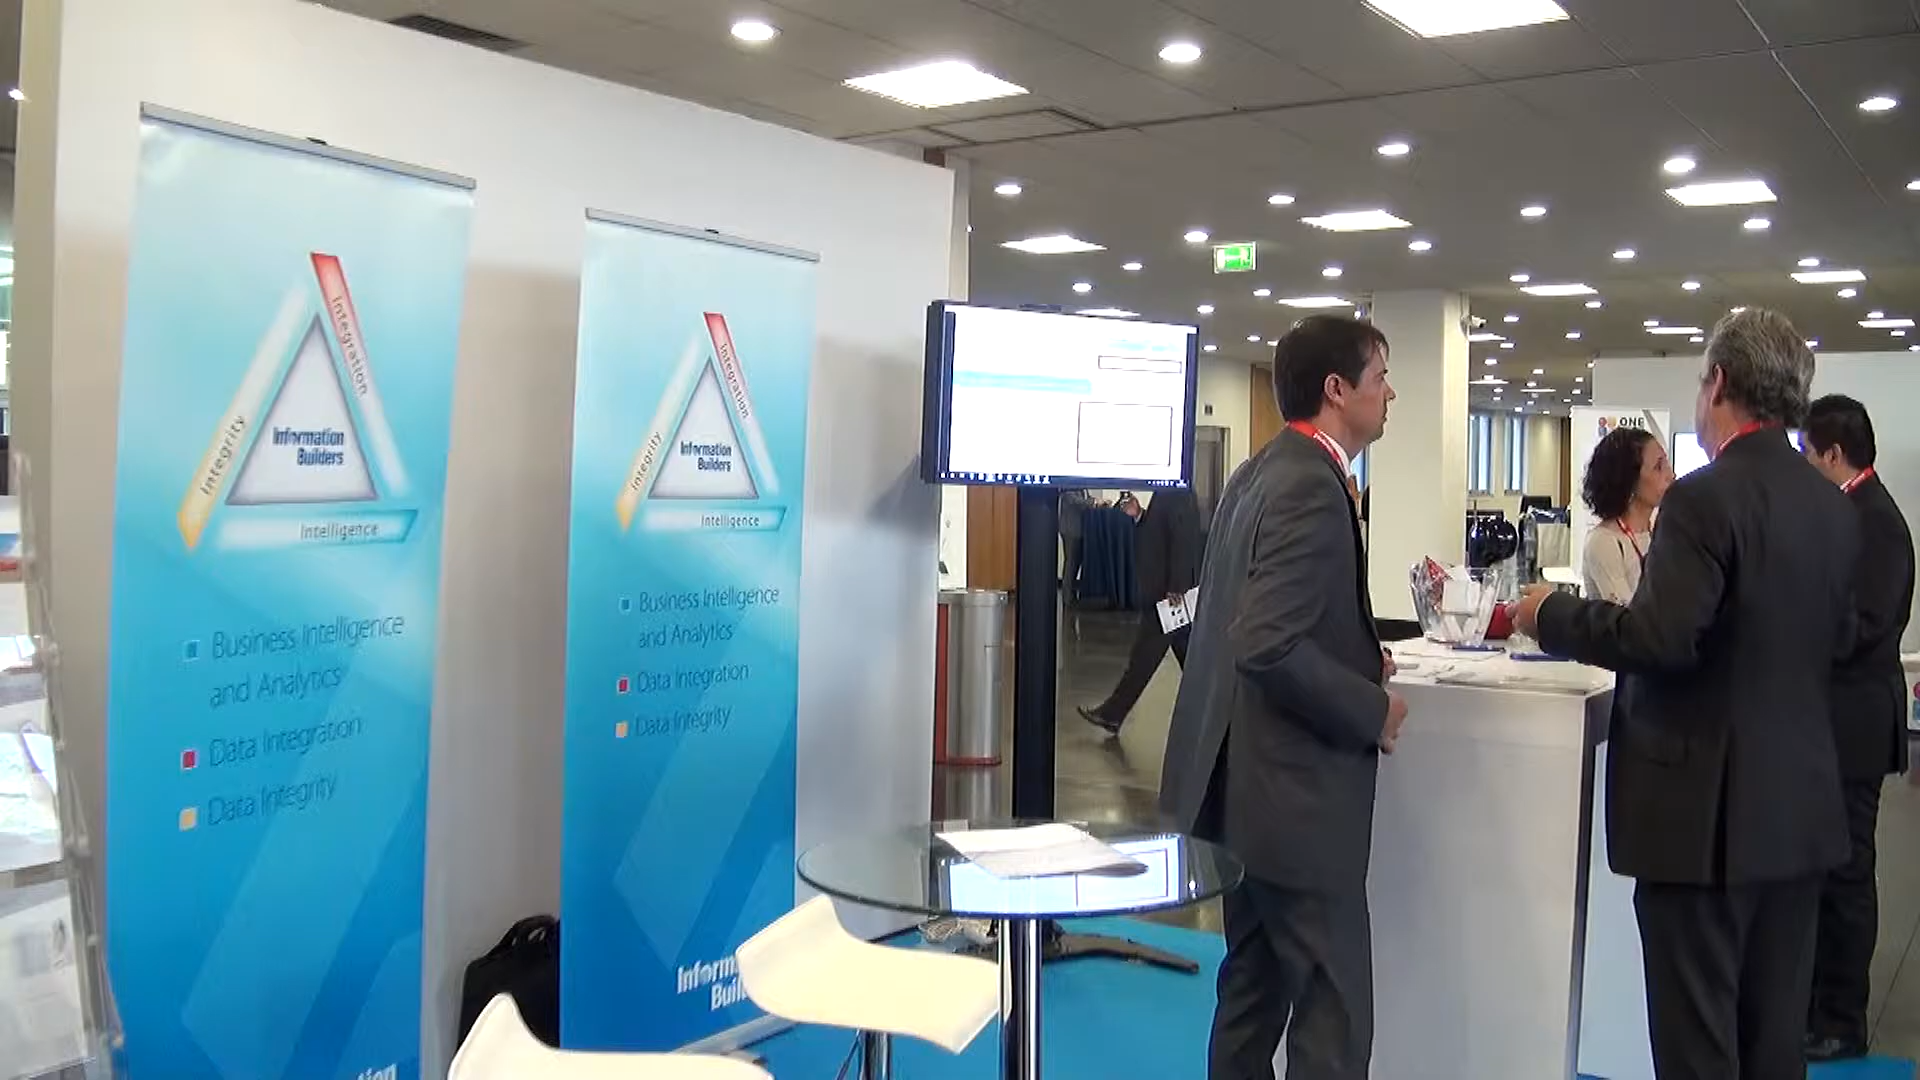 Integration
Integrity
Information
Builders
Intelligence
Business Intelligence
and Analytics
Data Integration
Data Integrity
Integration
Integrity
Information
Builders
Intelligence
Business Intelligence
and Analytics
Data Integration
Data Integrity
ONE